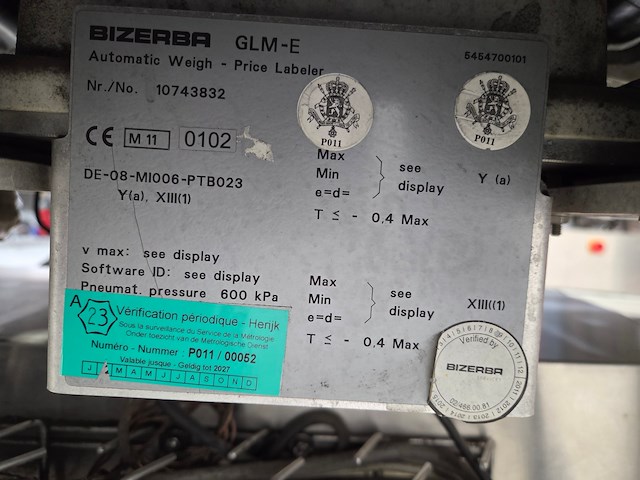 BIZERBA GLM-E
Automatic Weigh - Price Labeler
5454700101
Nr./No. 10743832
P011
P011
CE M 11 0102
DE-08-MI006-PTB023
Y(a), XIII(1)
Max
Min
e=d=
see
display
Y (a)
T ≤ - 0,4 Max
v max: see display
Software ID: see display
Pneumat. pressure 600 kPa
Max
Min
e=d=
see
display
XIII((1)
T ≤ - 0,4 Max
A
23
Vérification périodique - Herijk
Sous la surveillance du Service de la Métrologie
Onder toezicht van de Metrologische Dienst
Numéro - Nummer : P011 / 00052
Valable jusque - Geldig tot 2027
J M A M J J A S O N D
Verified by
BIZERBA
02-466.00.81